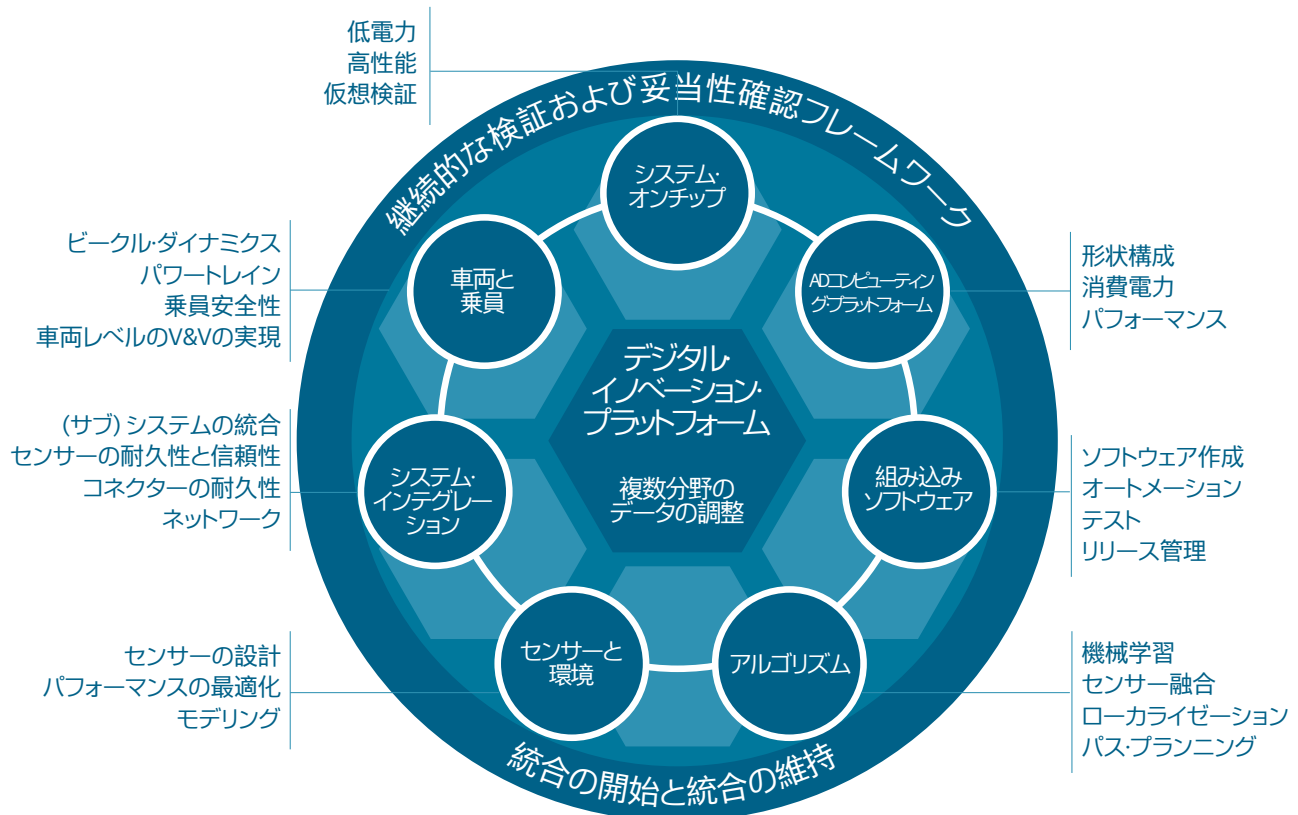 低電力
高性能
仮想検証
継続的な検証および妥当性確認フレームワーク
システム・
オンチップ
ビークル・ダイナミクス
パワートレイン
乗員安全性
車両レベルのV&Vの実現
車両と
乗員
ADコンピューティン
グ・プラットフォーム
形状構成
消費電力
パフォーマンス
デジタル・
イノベーション・
プラットフォーム
複数分野の
データの調整
(サブ) システムの統合
センサーの耐久性と信頼性
コネクターの耐久性
ネットワーク
システム・
インテグレー
ション
組み込み
ソフトウェア
ソフトウェア作成
オートメーション
テスト
リリース管理
センサーの設計
パフォーマンスの最適化
モデリング
センサーと
環境
アルゴリズム
機械学習
センサー融合
ローカライゼーション
パス・プランニング
統合の開始と統合の維持